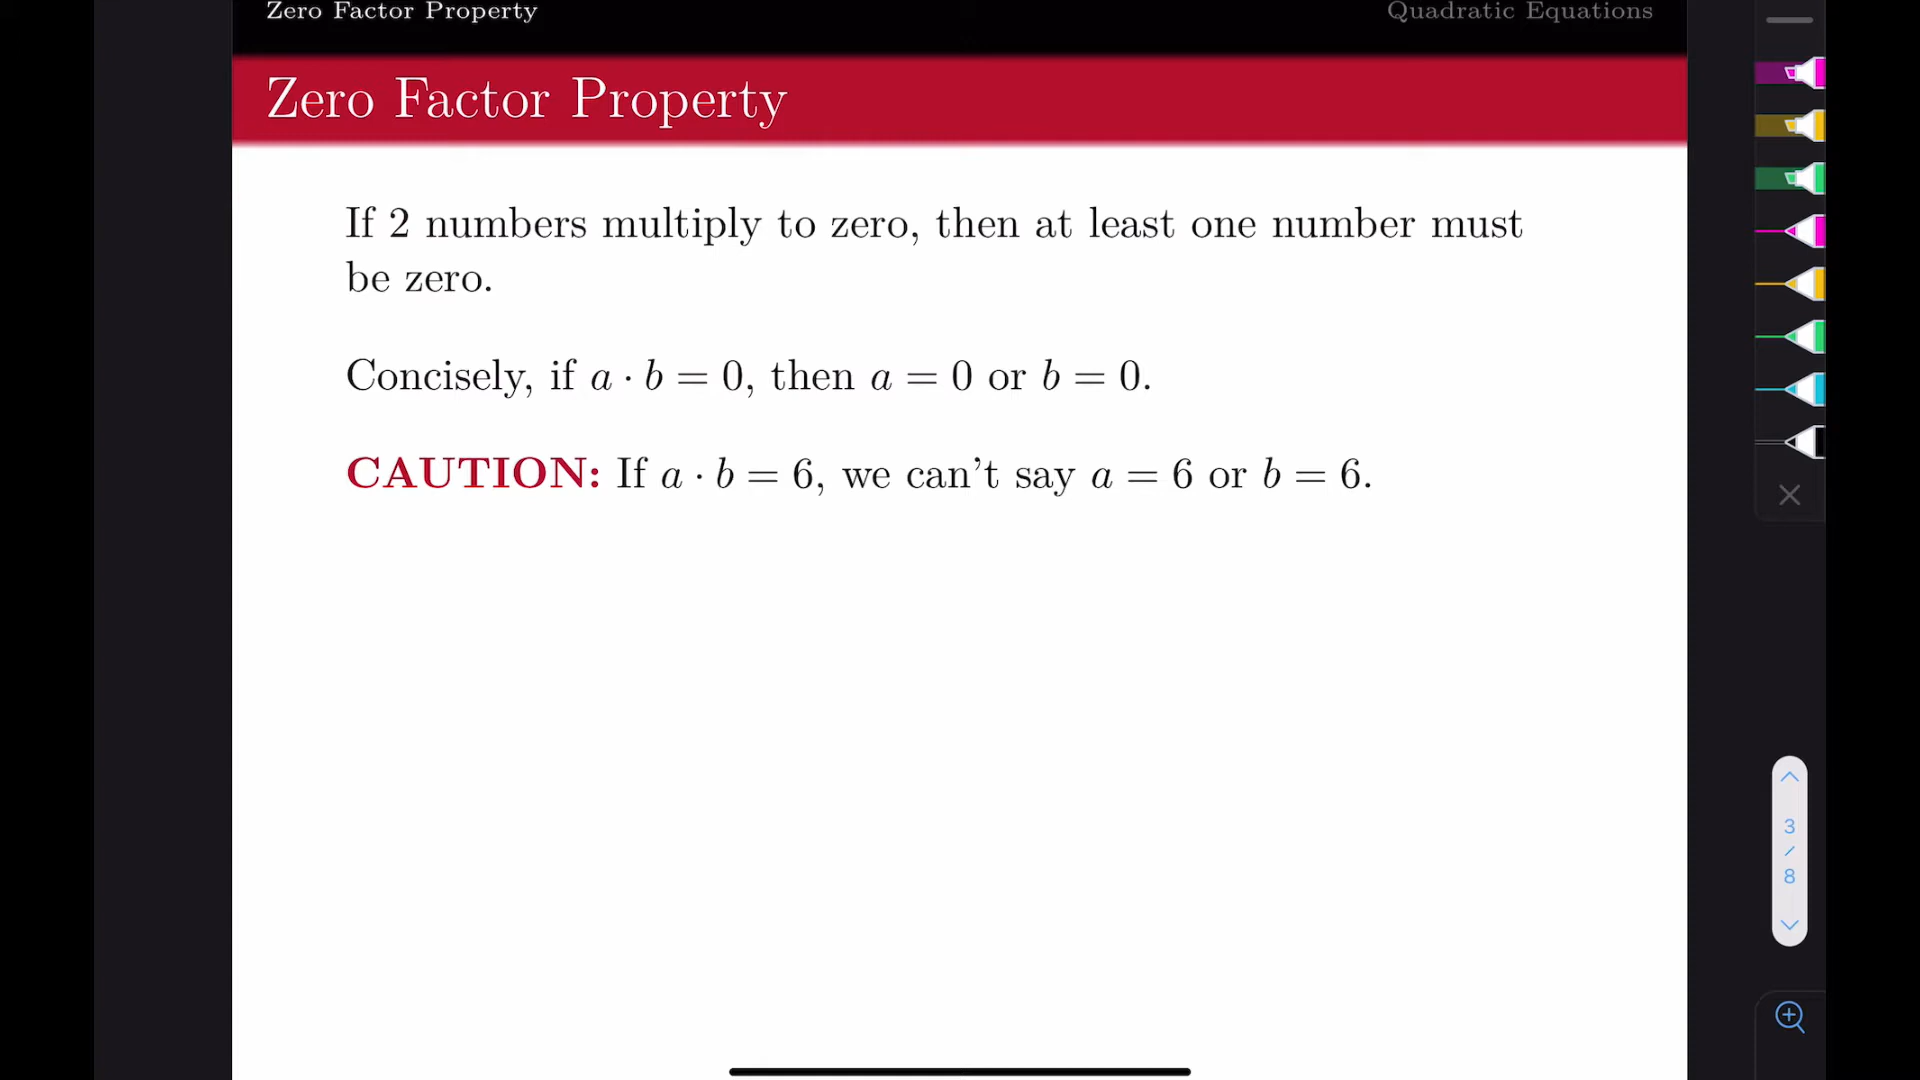 Zero Factor Property
Quadratic Equations
Zero Factor Property
If 2 numbers multiply to zero, then at least one number must
be zero.
Concisely, if a · b = 0, then a = 0 or b = 0.
CAUTION: If a · b = 6, we can't say a = 6 or b = 6.
3
/
8